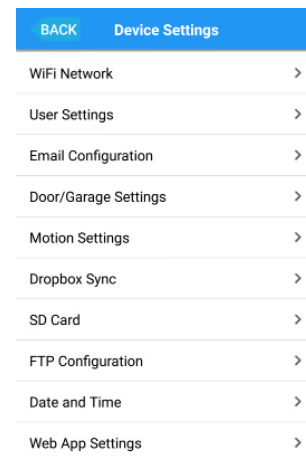 BACK Device Settings
WiFi Network
User Settings
Email Configuration
Door/Garage Settings
Motion Settings
Dropbox Sync
SD Card
FTP Configuration
Date and Time
Web App Settings